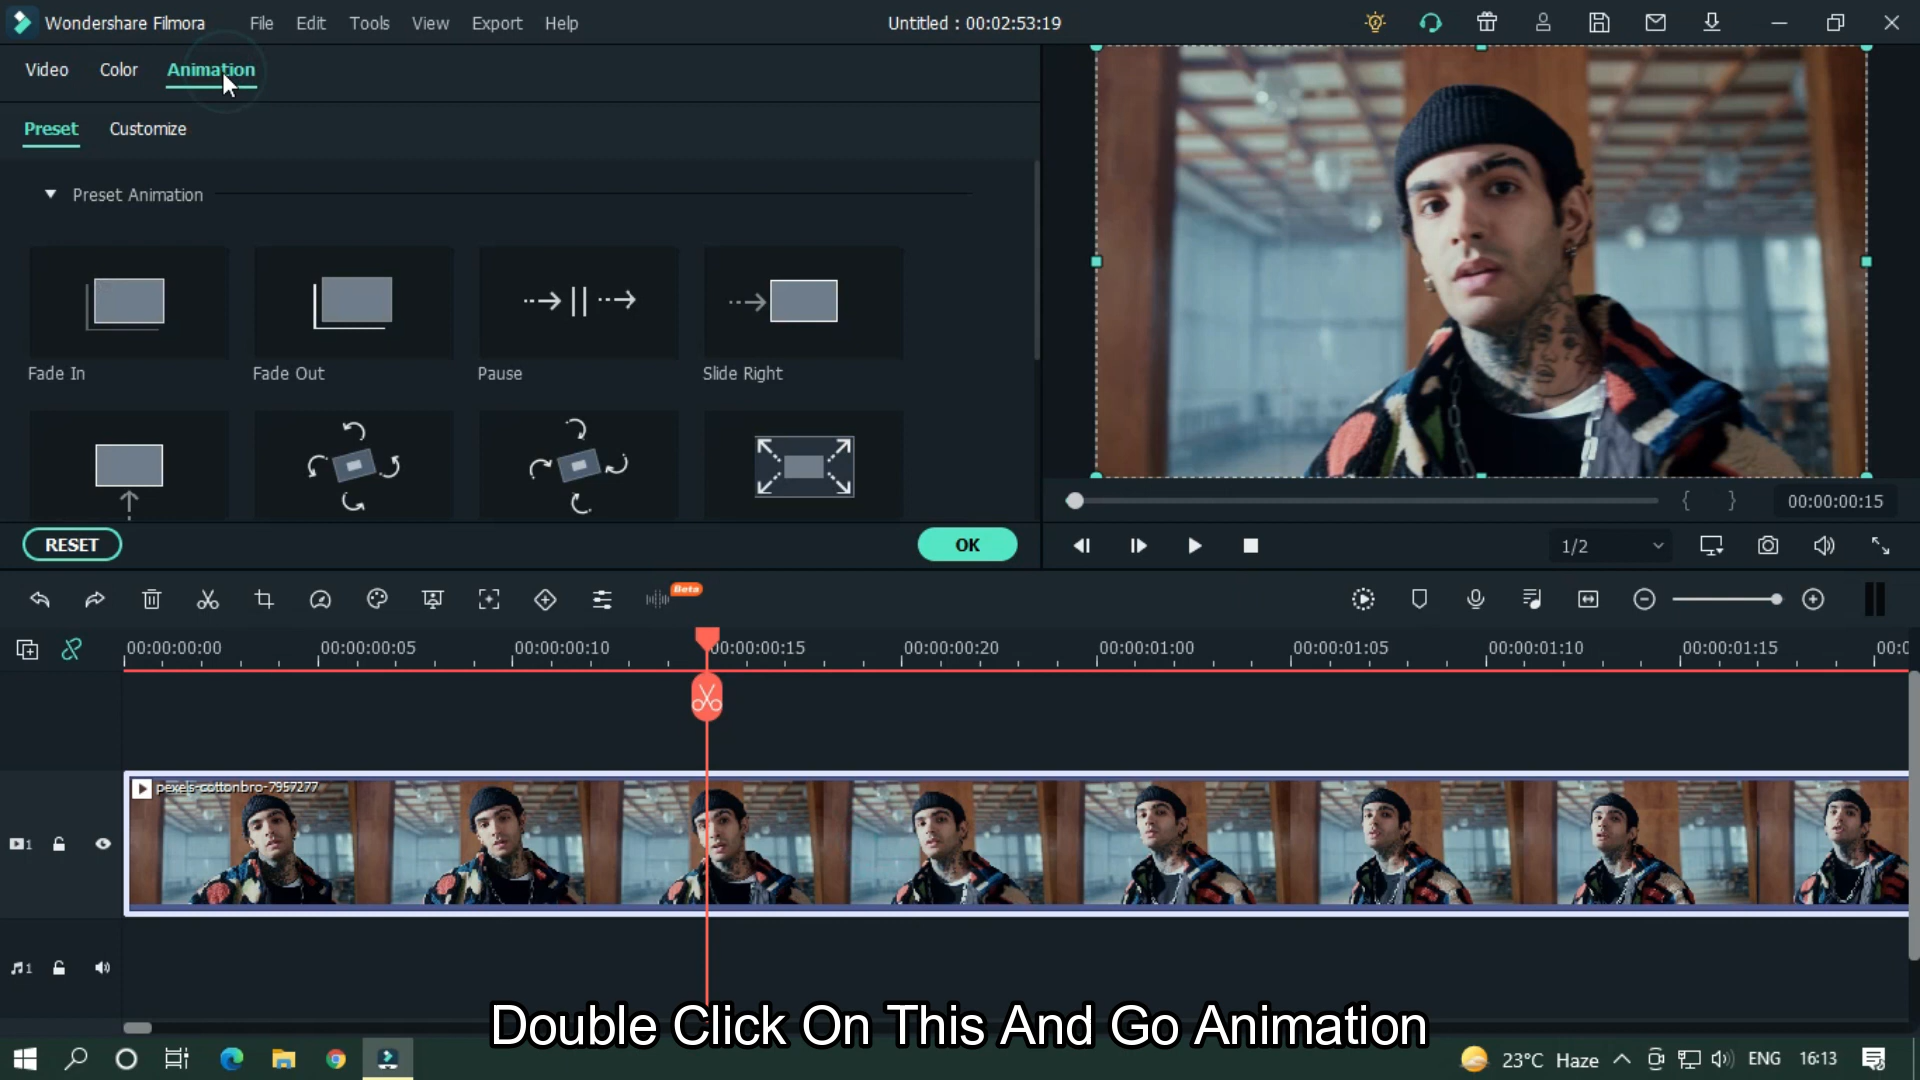 Wondershare Filmora File Edit Tools View Export Help Untitled : 00:02:53:19
Video Color Animation
Preset Customize
Preset Animation
Fade In Fade Out Pause Slide Right
RESET OK
00:00:00:15
1/2
Beta
00:00:00:00 00:00:00:05 00:00:00:10 00:00:00:15 00:00:00:20 00:00:01:00 00:00:01:05 00:00:01:10 00:00:01:15
pexels-cottonbro-7957277
1
1
Double Click On This And Go Animation
23°C Haze ENG 16:13